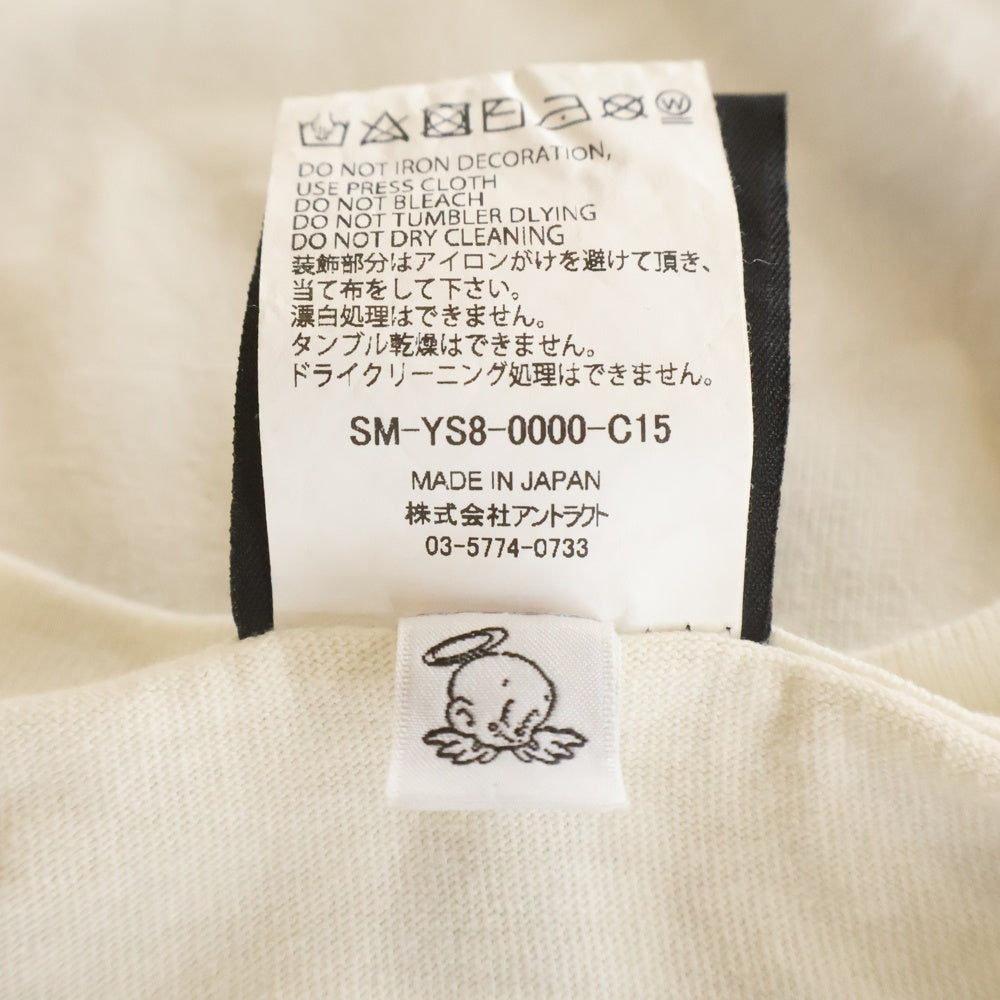 W
DO NOT IRON DECORATION,
USE PRESS CLOTH
DO NOT BLEACH
DO NOT TUMBLER DLYING
DO NOT DRY CLEANING
装飾部分はアイロンがけを避けて頂き、
当て布をして下さい。
漂白処理はできません。
タンブル乾燥はできません。
ドライクリーニング処理はできません。
SM-YS8-0000-C15
MADE IN JAPAN
株式会社アントラクト
03-5774-0733